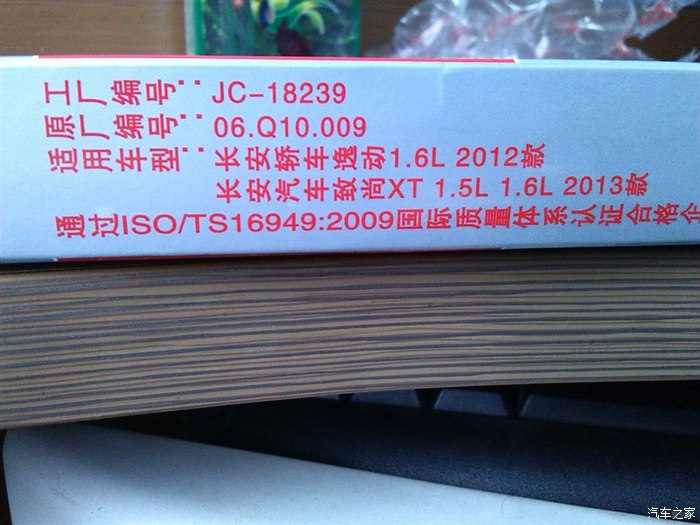 工厂编号：JC-18239
原厂编号：06.Q10.009
适用车型：长安轿车逸动1.6L 2012款
长安汽车致尚XT 1.5L 1.6L 2013款
通过ISO/TS16949:2009国际质量体系认证合格企
汽车之家